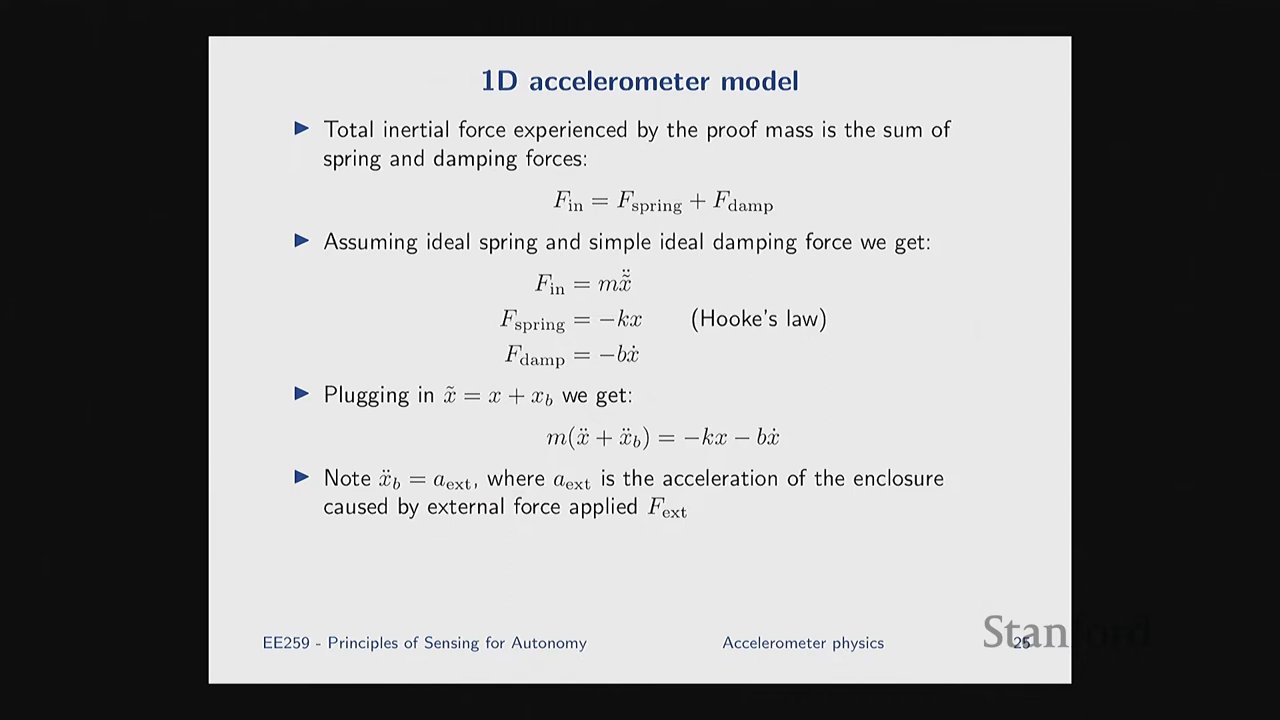 1D accelerometer model
▶ Total inertial force experienced by the proof mass is the sum of
spring and damping forces:
F_in = F_spring + F_damp
▶ Assuming ideal spring and simple ideal damping force we get:
F_in = m\ddot{\tilde{x}}
F_spring = −kx (Hooke's law)
F_damp = −bẋ
▶ Plugging in x̃ = x + x_b we get:
m(ẍ + ẍ_b) = −kx − bẋ
▶ Note ẍ_b = a_ext, where a_ext is the acceleration of the enclosure
caused by external force applied F_ext
EE259 - Principles of Sensing for Autonomy Accelerometer physics 25
Stanford